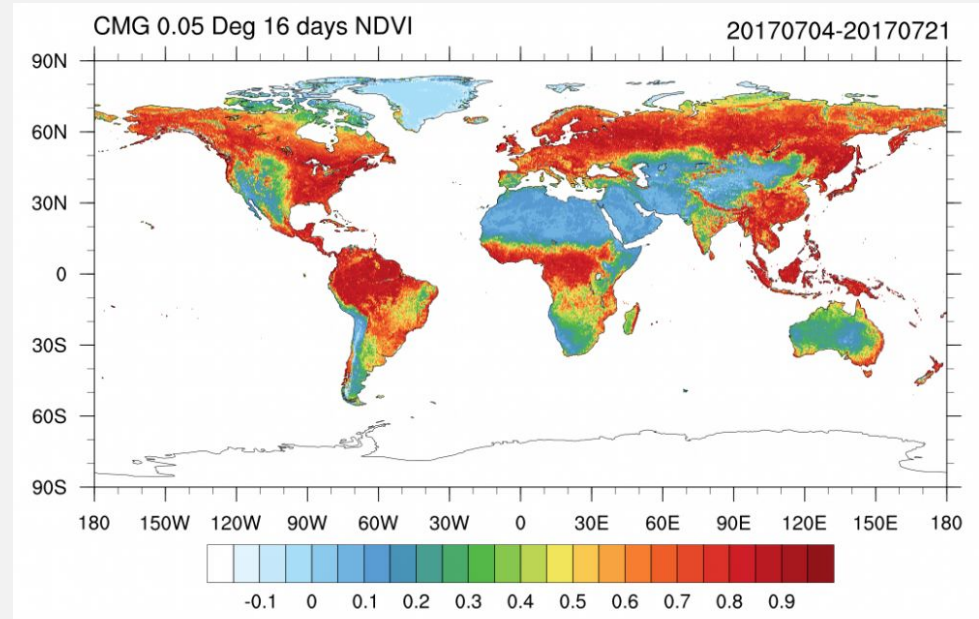 CMG 0.05 Deg 16 days NDVI 20170704-20170721
90N
60N
30N
0
30S
60S
90S
180 150W 120W 90W 60W 30W 0 30E 60E 90E 120E 150E 180
-0.1 0 0.1 0.2 0.3 0.4 0.5 0.6 0.7 0.8 0.9